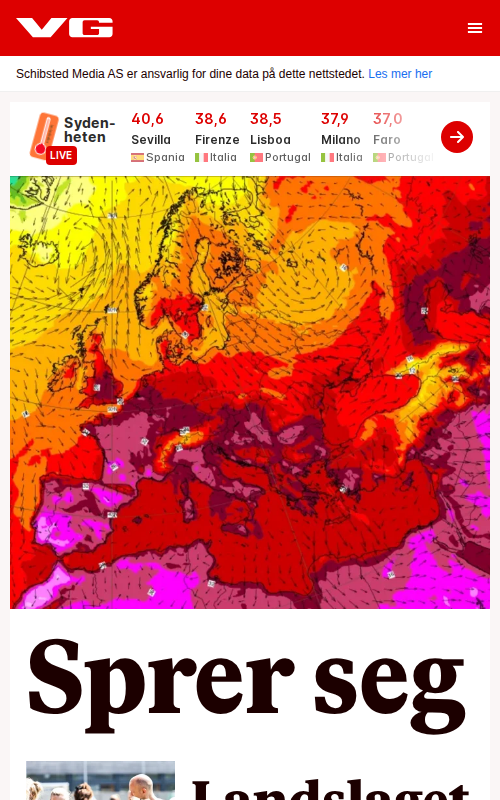 VG
Schibsted Media AS er ansvarlig for dine data på dette nettstedet. Les mer her
Syden-
heten
LIVE
40,6
Sevilla
Spania
38,6
Firenze
Italia
38,5
Lisboa
Portugal
37,9
Milano
Italia
37,0
Faro
Portugal
Sprer seg
Landslaget